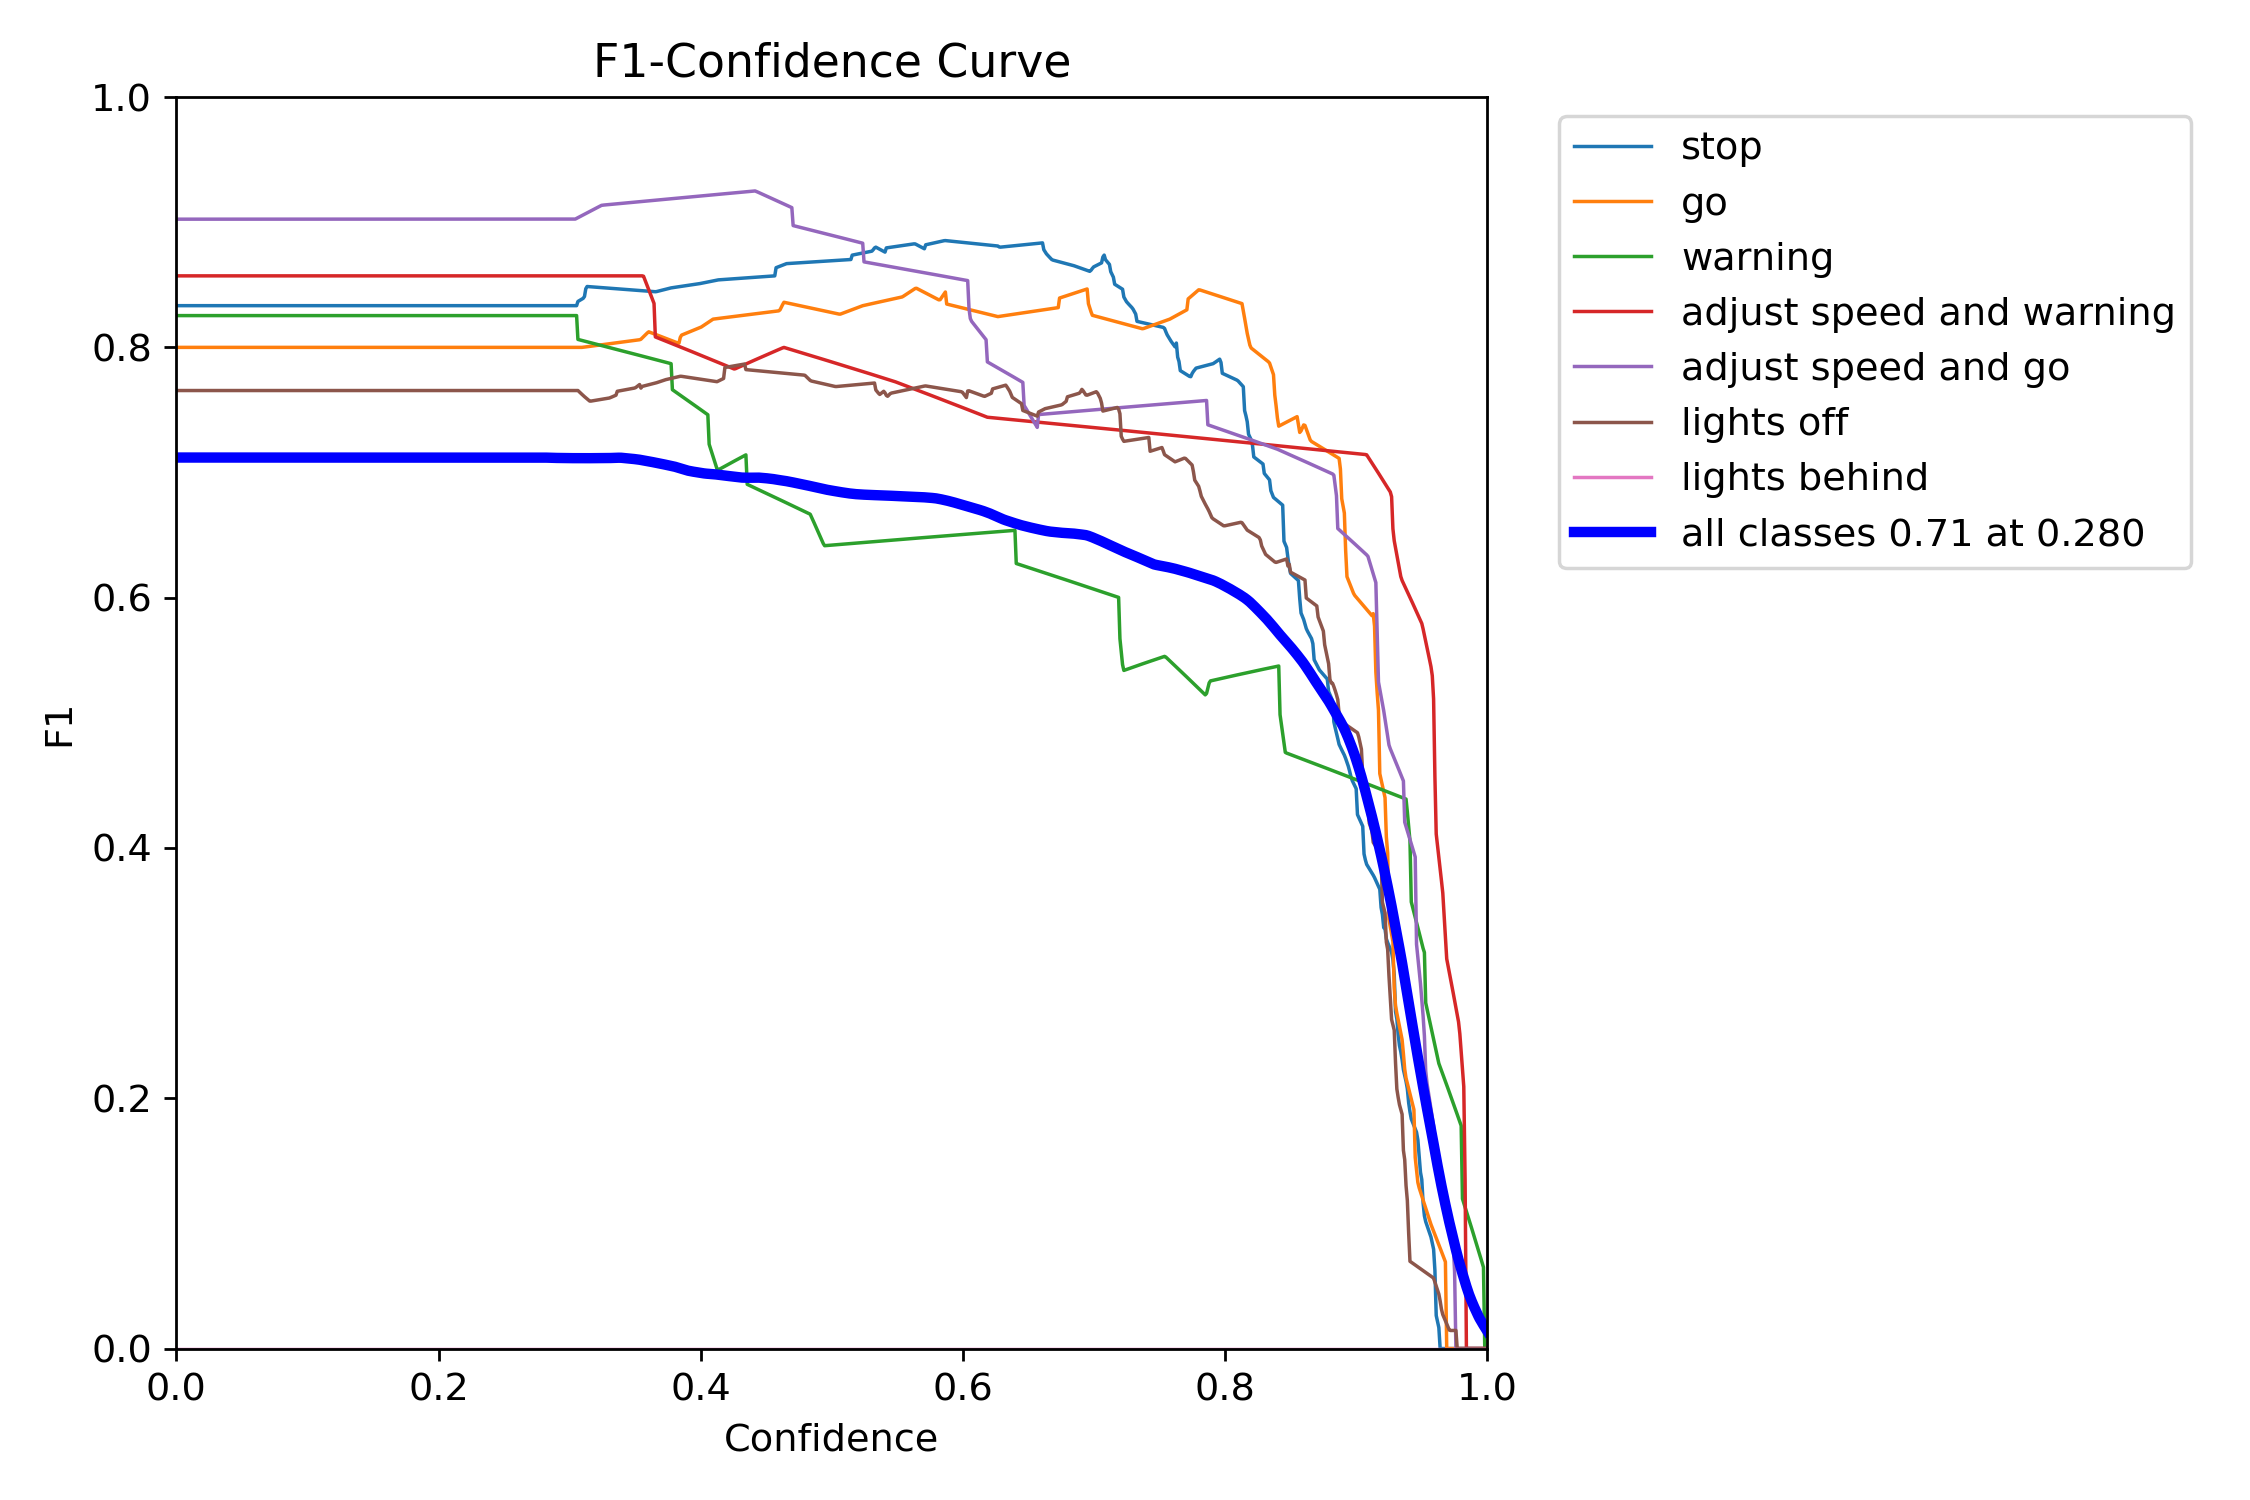 F1-Confidence Curve
1.0
0.8
0.6
0.4
0.2
0.0
F1
0.0 0.2 0.4 0.6 0.8 1.0
Confidence
stop
go
warning
adjust speed and warning
adjust speed and go
lights off
lights behind
all classes 0.71 at 0.280